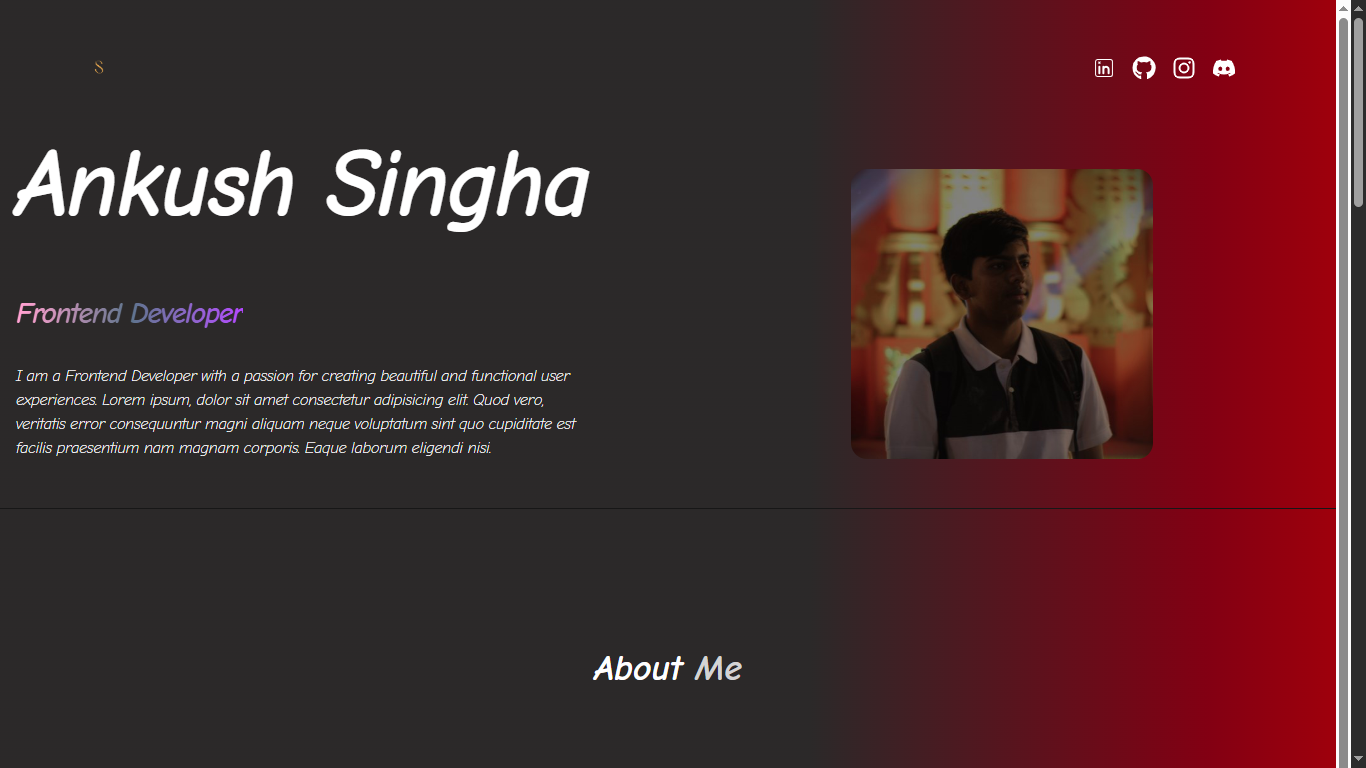 S
Ankush Singha
Frontend Developer
I am a Frontend Developer with a passion for creating beautiful and functional user
experiences. Lorem ipsum, dolor sit amet consectetur adipisicing elit. Quod vero,
veritatis error consequuntur magni aliquam neque voluptatum sint quo cupiditate est
facilis praesentium nam magnam corporis. Eaque laborum eligendi nisi.
About Me